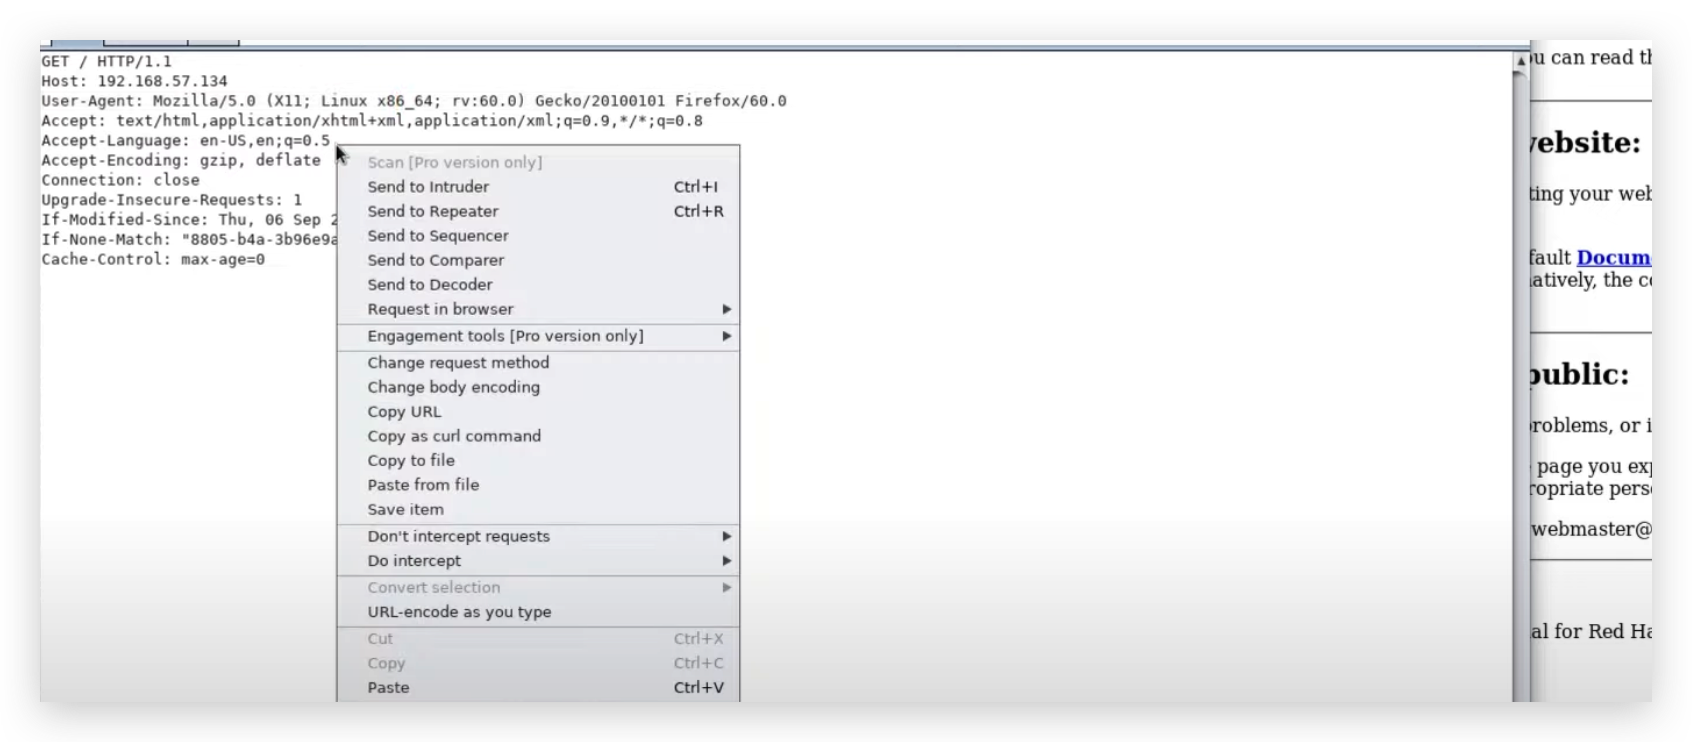 GET / HTTP/1.1
Host: 192.168.57.134
User-Agent: Mozilla/5.0 (X11; Linux x86_64; rv:60.0) Gecko/20100101 Firefox/60.0
Accept: text/html,application/xhtml+xml,application/xml;q=0.9,*/*;q=0.8
Accept-Language: en-US,en;q=0.5
Accept-Encoding: gzip, deflate
Connection: close
Upgrade-Insecure-Requests: 1
If-Modified-Since: Thu, 06 Sep 2
If-None-Match: "8805-b4a-3b96e9a
Cache-Control: max-age=0
Scan [Pro version only]
Send to Intruder Ctrl+I
Send to Repeater Ctrl+R
Send to Sequencer
Send to Comparer
Send to Decoder
Request in browser
Engagement tools [Pro version only]
Change request method
Change body encoding
Copy URL
Copy as curl command
Copy to file
Paste from file
Save item
Don't intercept requests
Do intercept
Convert selection
URL-encode as you type
Cut Ctrl+X
Copy Ctrl+C
Paste Ctrl+V
ou can read th
website:
ting your web
fault Docum
atively, the co
public:
problems, or i
page you exp
ropriate pers
webmaster@
al for Red Ha